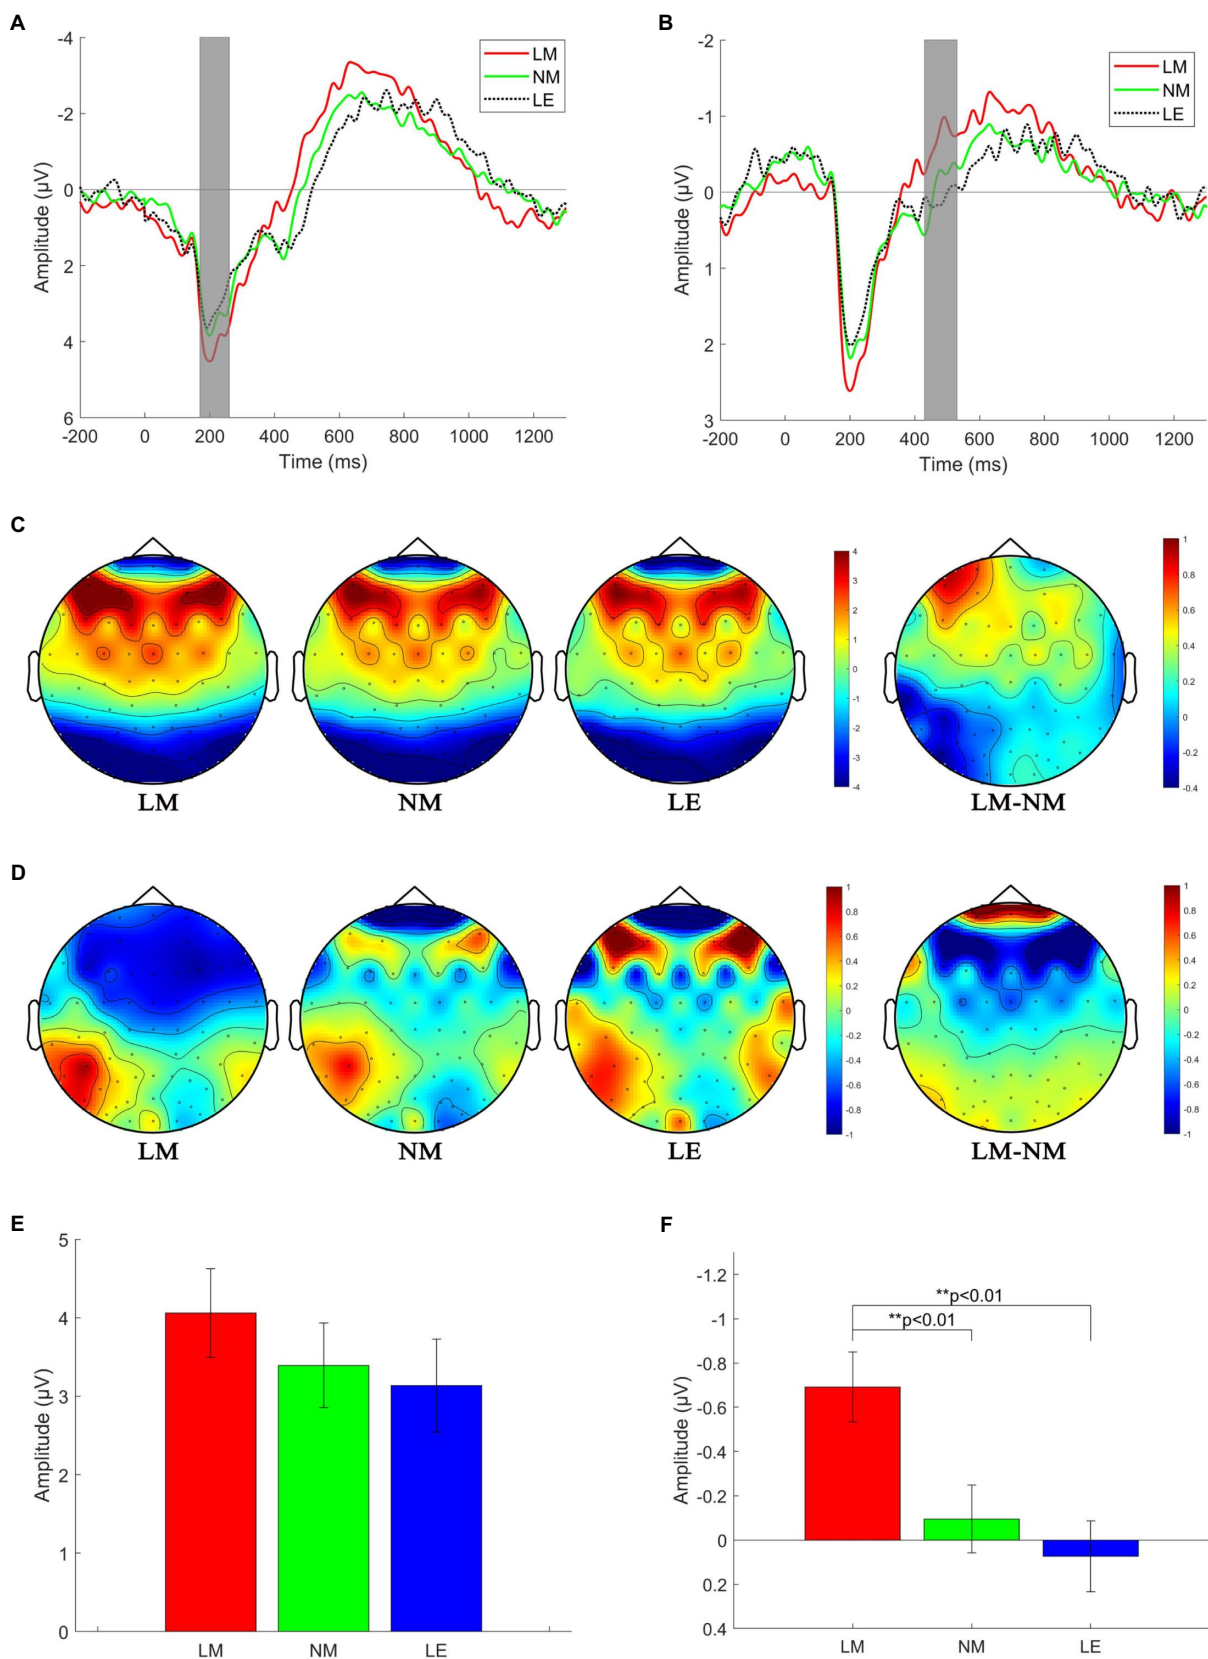 A
-4
-2
0
2
4
6
Amplitude (μV)
-200 0 200 400 600 800 1000 1200
Time (ms)
LM
NM
LE
B
-2
-1
0
1
2
3
Amplitude (μV)
-200 0 200 400 600 800 1000 1200
Time (ms)
LM
NM
LE
C
LM
NM
LE
4
3
2
1
0
-1
-2
-3
-4
LM-NM
1
0.8
0.6
0.4
0.2
0
-0.2
-0.4
D
LM
NM
LE
1
0.8
0.6
0.4
0.2
0
-0.2
-0.4
-0.6
-0.8
-1
LM-NM
1
0.8
0.6
0.4
0.2
0
-0.2
-0.4
-0.6
-0.8
-1
E
5
4
3
2
1
0
Amplitude (μV)
LM NM LE
F
-1.2
-1
-0.8
-0.6
-0.4
-0.2
0
0.2
0.4
Amplitude (μV)
**p<0.01
**p<0.01
LM NM LE